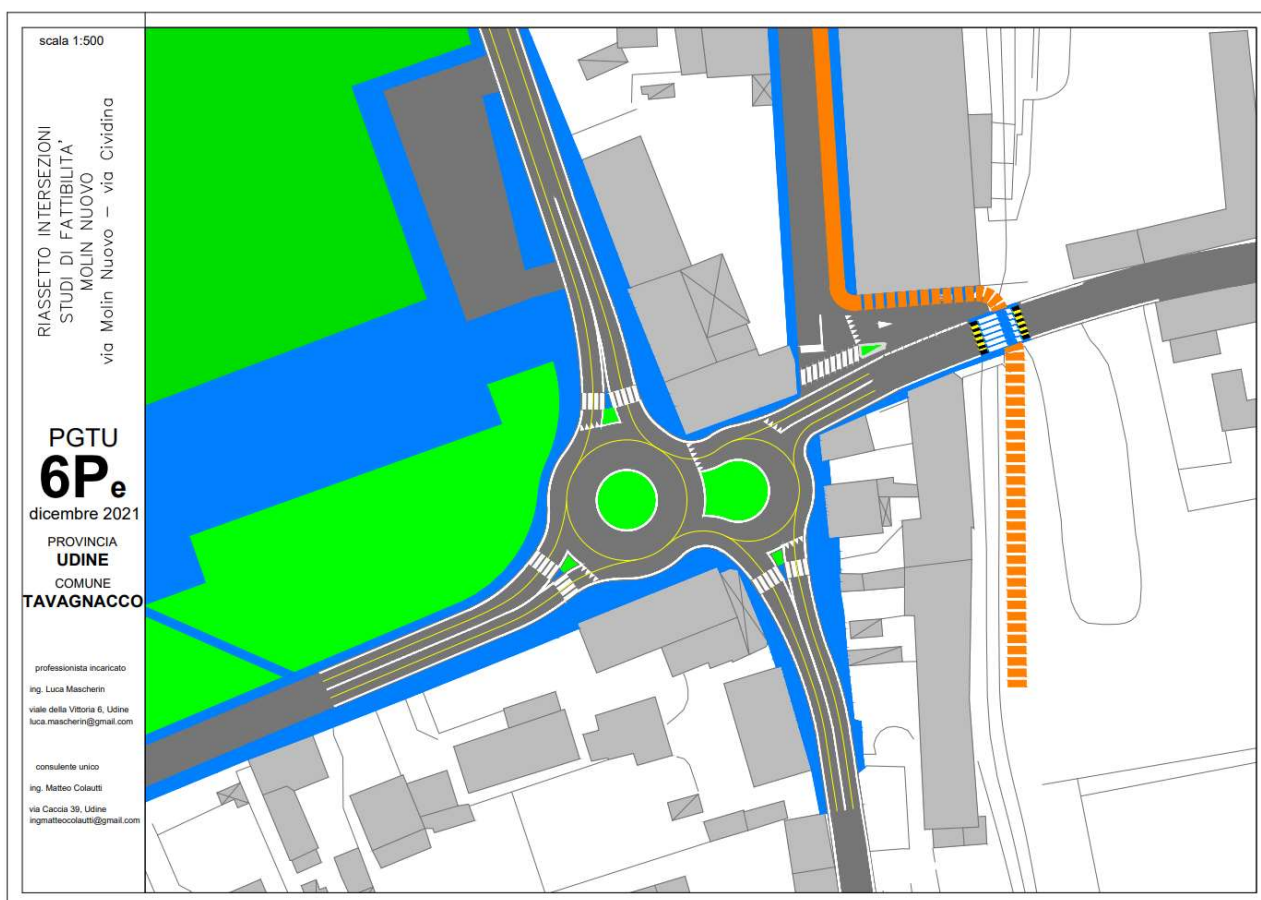 scala 1:500
RIASSETTO INTERSEZIONI
STUDI DI FATTIBILITA'
MOLIN NUOVO
via Molin Nuovo – via Cividina
PGTU
6Pe
dicembre 2021
PROVINCIA
UDINE
COMUNE
TAVAGNACCO
professionista incaricato
ing. Luca Mascherin
viale della Vittoria 6, Udine
luca.mascherin@gmail.com
consulente unico
ing. Matteo Colautti
via Caccia 39, Udine
ingmatteocolautti@gmail.com